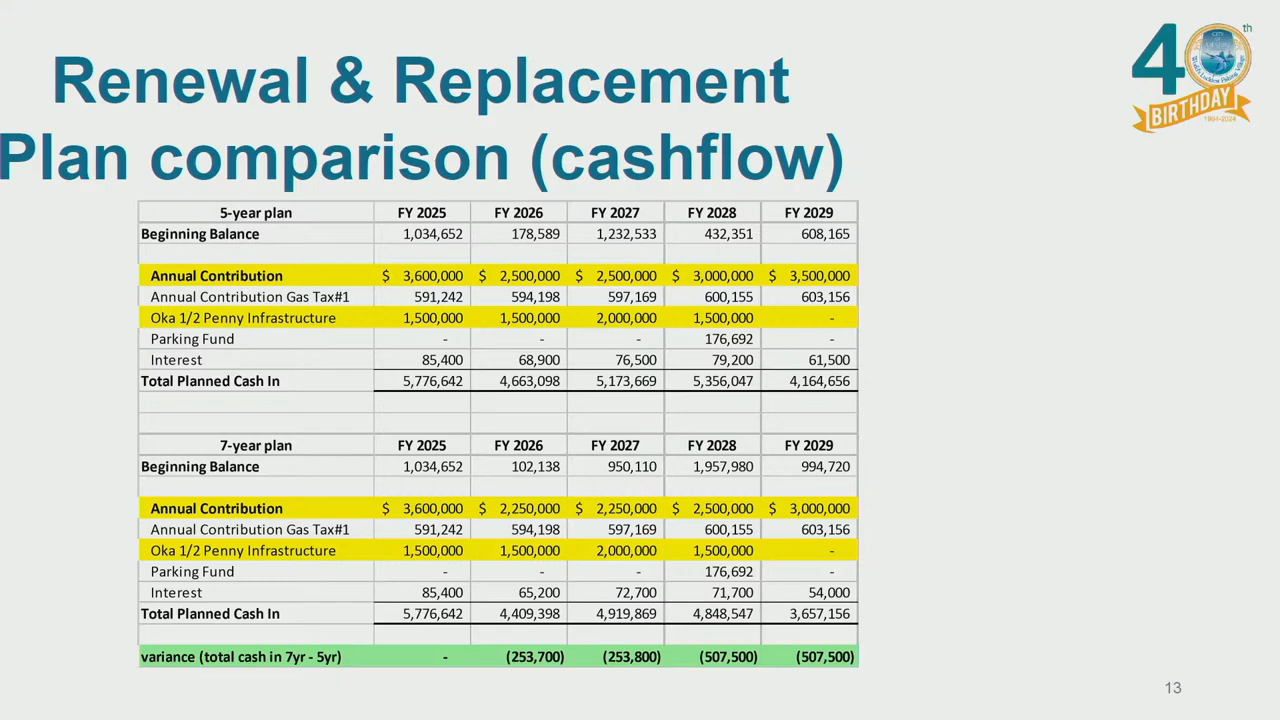 Renewal & Replacement
Plan comparison (cashflow)
40th
CITY
World's Luckiest Fishing Village
BIRTHDAY
1984-2024
5-year plan FY 2025 FY 2026 FY 2027 FY 2028 FY 2029
Beginning Balance 1,034,652 178,589 1,232,533 432,351 608,165
Annual Contribution $ 3,600,000 $ 2,500,000 $ 2,500,000 $ 3,000,000 $ 3,500,000
Annual Contribution Gas Tax#1 591,242 594,198 597,169 600,155 603,156
Oka 1/2 Penny Infrastructure 1,500,000 1,500,000 2,000,000 1,500,000 -
Parking Fund - - - 176,692 -
Interest 85,400 68,900 76,500 79,200 61,500
Total Planned Cash In 5,776,642 4,663,098 5,173,669 5,356,047 4,164,656
7-year plan FY 2025 FY 2026 FY 2027 FY 2028 FY 2029
Beginning Balance 1,034,652 102,138 950,110 1,957,980 994,720
Annual Contribution $ 3,600,000 $ 2,250,000 $ 2,250,000 $ 2,500,000 $ 3,000,000
Annual Contribution Gas Tax#1 591,242 594,198 597,169 600,155 603,156
Oka 1/2 Penny Infrastructure 1,500,000 1,500,000 2,000,000 1,500,000 -
Parking Fund - - - 176,692 -
Interest 85,400 65,200 72,700 71,700 54,000
Total Planned Cash In 5,776,642 4,409,398 4,919,869 4,848,547 3,657,156
variance (total cash in 7yr - 5yr) - (253,700) (253,800) (507,500) (507,500)
13